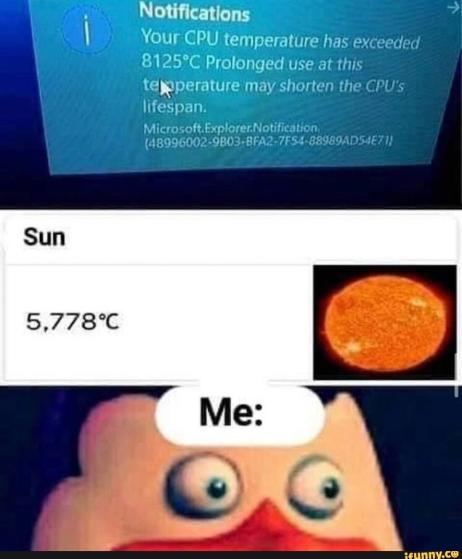 Notifications
Your CPU temperature has exceeded
8125°C Prolonged use at this
temperature may shorten the CPU's
lifespan.
Microsoft.Explorer.Notification.
{48996002-9B03-BFA2-7F54-88989AD54E71}
Sun
5,778°C
Me:
ifunny.co